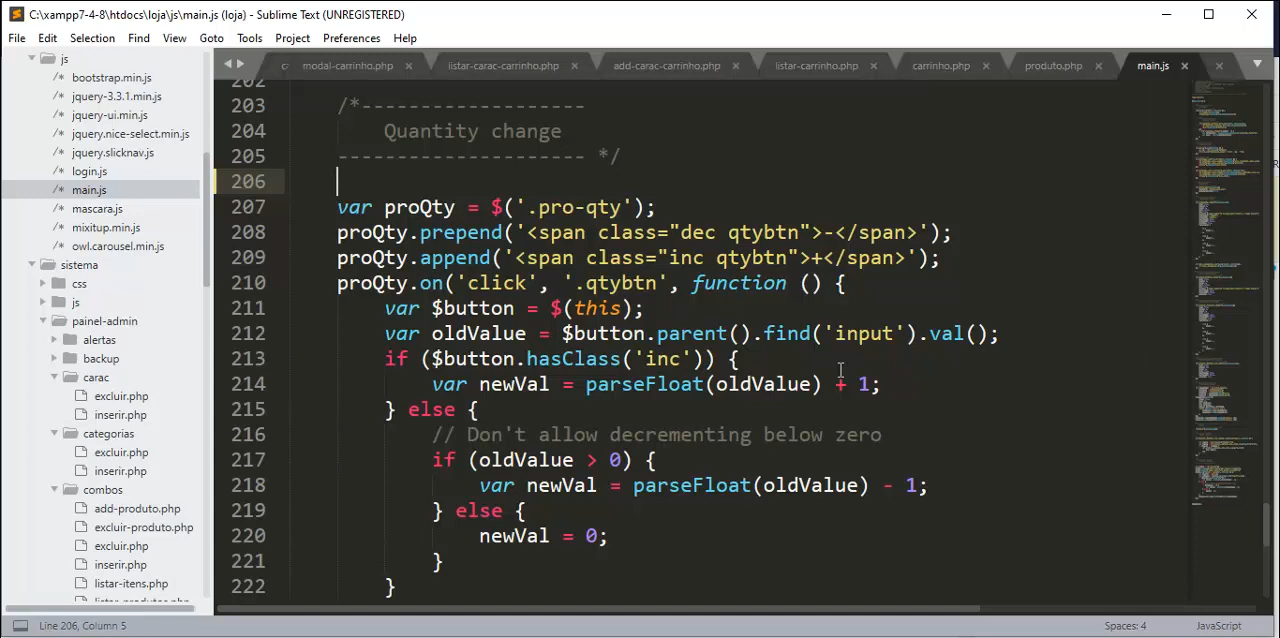 C:\xampp7-4-8\htdocs\loja\js\main.js (loja) - Sublime Text (UNREGISTERED)
File Edit Selection Find View Goto Tools Project Preferences Help
js
bootstrap.min.js
jquery-3.3.1.min.js
jquery-ui.min.js
jquery.nice-select.min.js
jquery.slicknav.js
login.js
main.js
mascara.js
mixitup.min.js
owl.carousel.min.js
sistema
css
js
painel-admin
alertas
backup
carac
excluir.php
inserir.php
categorias
excluir.php
inserir.php
combos
add-produto.php
excluir-produto.php
excluir.php
inserir.php
listar-itens.php
listar-produtos.php
modal-carrinho.php listar-carac-carrinho.php add-carac-carrinho.php listar-carrinho.php carrinho.php produto.php main.js
202
203 /*-------------------
204 Quantity change
205 --------------------- */
206
207 var proQty = $('.pro-qty');
208 proQty.prepend('<span class="dec qtybtn">-</span>');
209 proQty.append('<span class="inc qtybtn">+</span>');
210 proQty.on('click', '.qtybtn', function () {
211 var $button = $(this);
212 var oldValue = $button.parent().find('input').val();
213 if ($button.hasClass('inc')) {
214 var newVal = parseFloat(oldValue) + 1;
215 } else {
216 // Don't allow decrementing below zero
217 if (oldValue > 0) {
218 var newVal = parseFloat(oldValue) - 1;
219 } else {
220 newVal = 0;
221 }
222 }
Line 206, Column 5
Spaces: 4
JavaScript